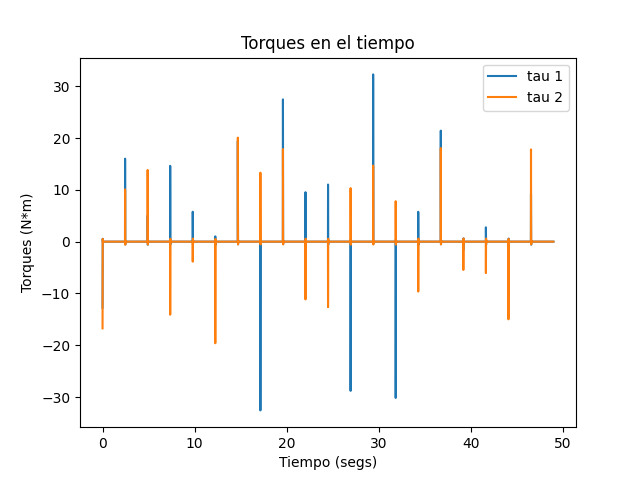 Torques en el tiempo
tau 1
tau 2
Torques (N*m)
30
20
10
0
−10
−20
−30
0 10 20 30 40 50
Tiempo (segs)